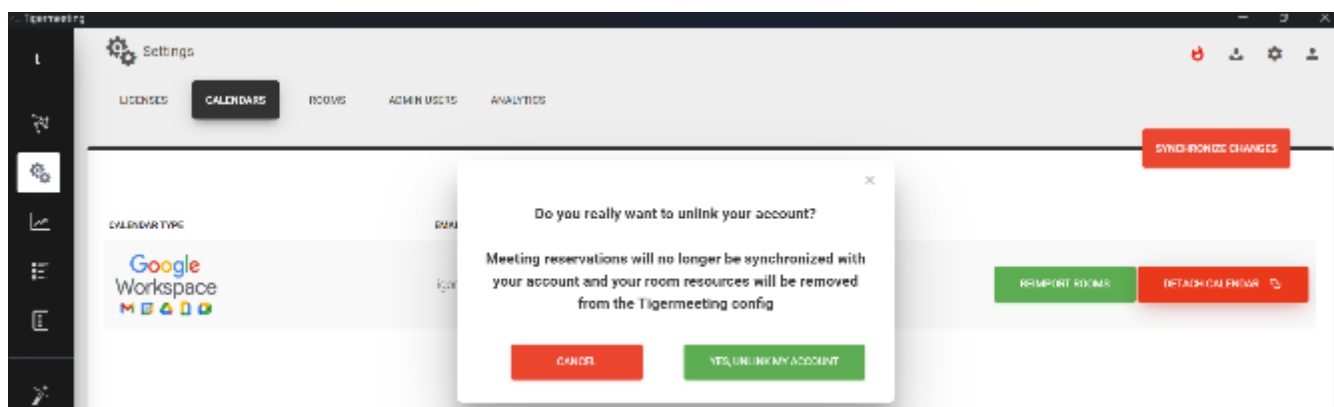 Tigermeeting
Settings
LICENSES CALENDARS ROOMS ADMIN USERS ANALYTICS
SYNCHRONIZE CHANGES
Do you really want to unlink your account?
CALENDAR TYPE EMAI
Meeting reservations will no longer be synchronized with
your account and your room resources will be removed
from the Tigermeeting config
Google
Workspace
REIMPORT ROOMS DETACH CALENDAR
CANCEL YES, UNLINK MY ACCOUNT